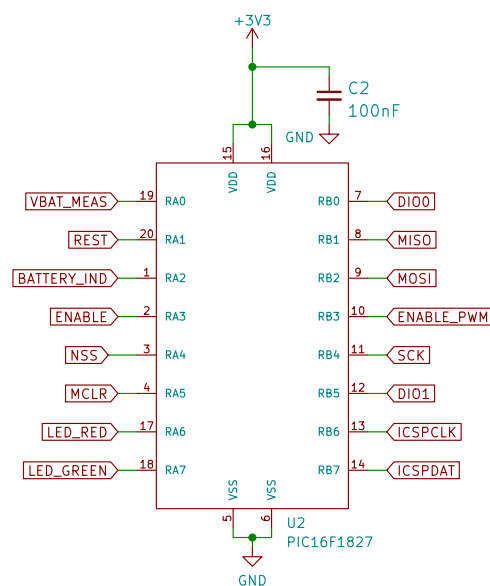 +3V3
C2
100nF
GND
15 16
VDD VDD
VBAT_MEAS 19 RA0 RB0 7 DIO0
REST 20 RA1 RB1 8 MISO
BATTERY_IND 1 RA2 RB2 9 MOSI
ENABLE 2 RA3 RB3 10 ENABLE_PWM
NSS 3 RA4 RB4 11 SCK
MCLR 4 RA5 RB5 12 DIO1
LED_RED 17 RA6 RB6 13 ICSPCLK
LED_GREEN 18 RA7 RB7 14 ICSPDAT
VSS VSS
5 6
U2
PIC16F1827
GND